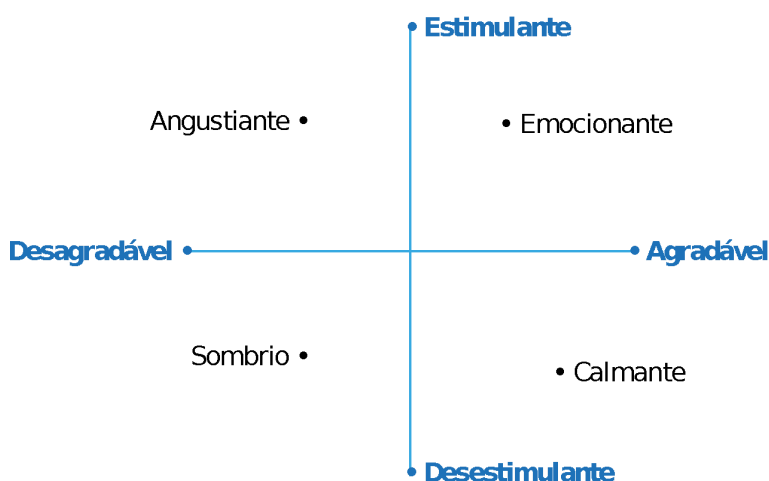 Estimulante
Angustiante
Emocionante
Desagradável
Agradável
Sombrio
Calmante
Desestimulante